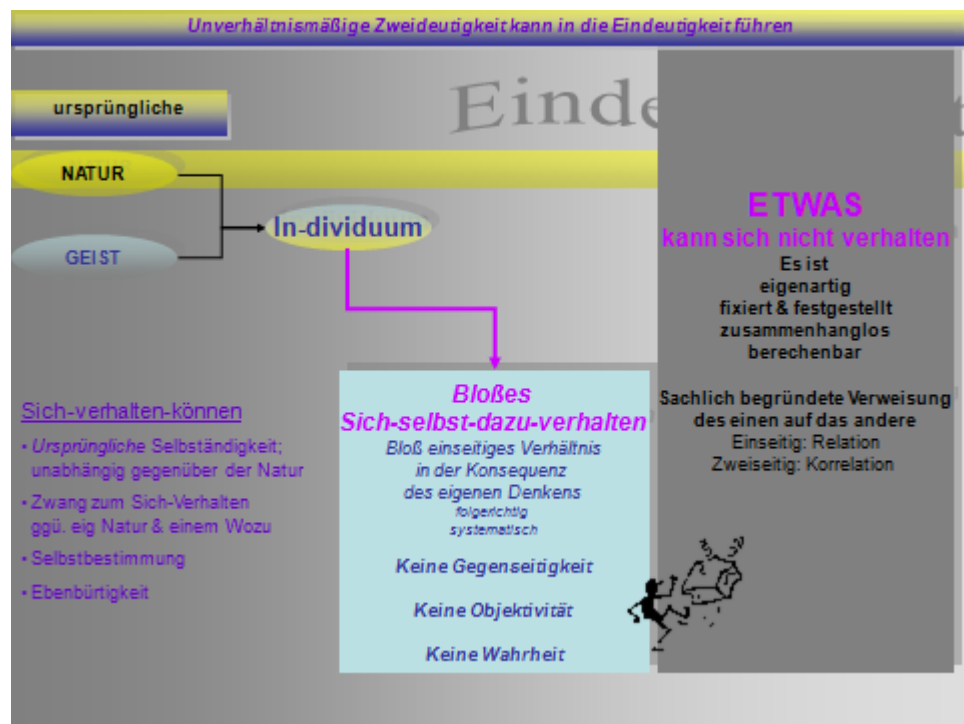 Unverhältnismäßige Zweideutigkeit kann in die Eindeutigkeit führen
ursprüngliche
NATUR
GEIST
In-dividuum
Sich-verhalten-können
• Ursprüngliche Selbständigkeit;
unabhängig gegenüber der Natur
• Zwang zum Sich-Verhalten
ggü. eig Natur & einem Wozu
• Selbstbestimmung
• Ebenbürtigkeit
Bloßes
Sich-selbst-dazu-verhalten
Bloß einseitiges Verhältnis
in der Konsequenz
des eigenen Denkens
folgerichtig
systematisch
Keine Gegenseitigkeit
Keine Objektivität
Keine Wahrheit
ETWAS
kann sich nicht verhalten
Es ist
eigenartig
fixiert & festgestellt
zusammenhanglos
berechenbar
Sachlich begründete Verweisung
des einen auf das andere
Einseitig: Relation
Zweiseitig: Korrelation